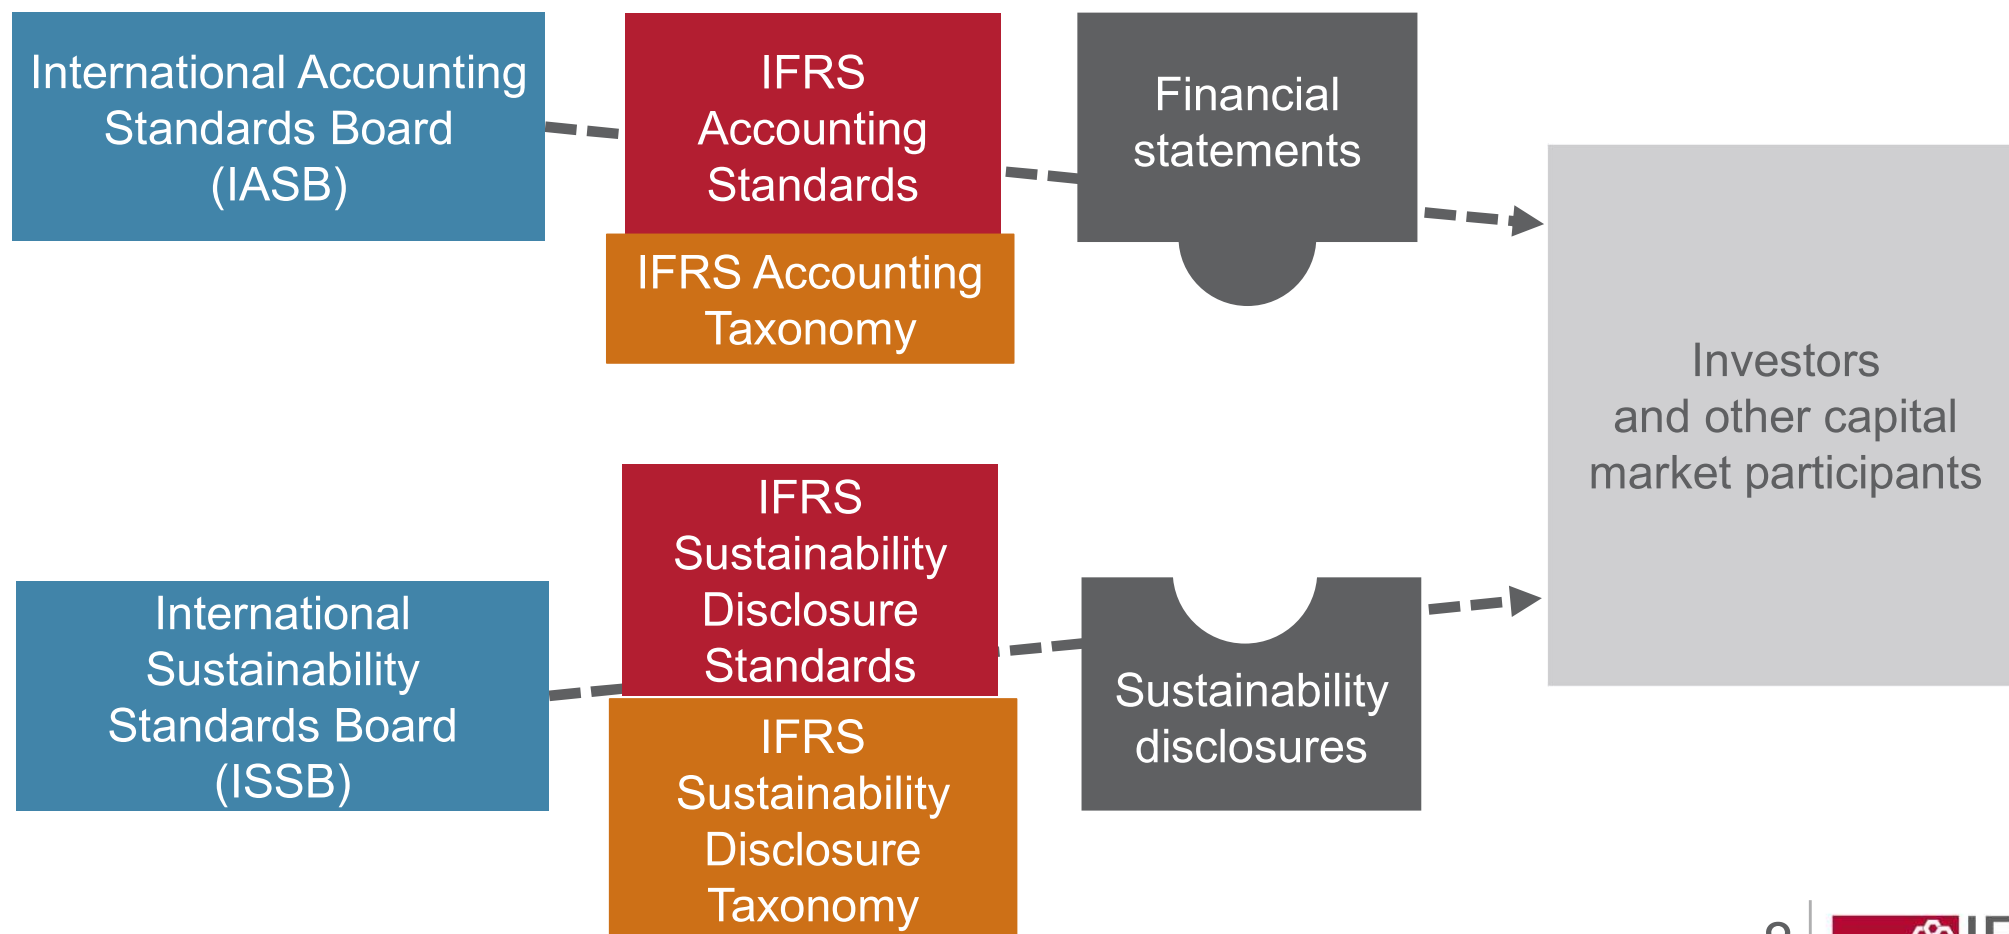 International Accounting
Standards Board
(IASB)
IFRS
Accounting
Standards
IFRS Accounting
Taxonomy
Financial
statements
Investors
and other capital
market participants
International
Sustainability
Standards Board
(ISSB)
IFRS
Sustainability
Disclosure
Standards
IFRS
Sustainability
Disclosure
Taxonomy
Sustainability
disclosures